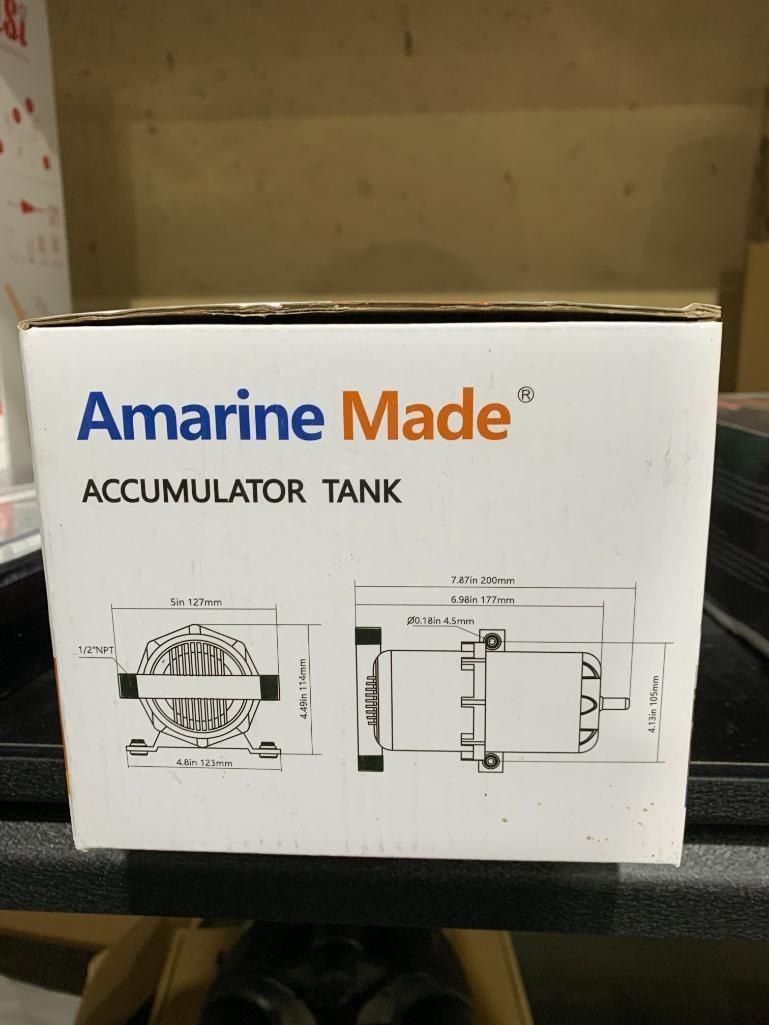 si
Amarine Made®
ACCUMULATOR TANK
7.87in 200mm
5in 127mm
6.98in 177mm
Ø0.18in 4.5mm
1/2"NPT
4.49in 114mm
4.13in 105mm
4.8in 123mm